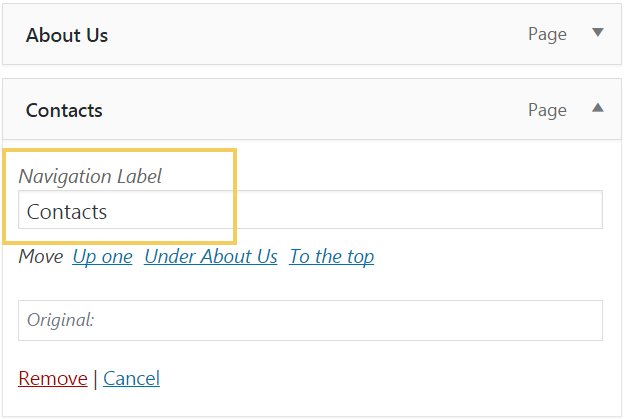 About Us Page
Contacts Page
Navigation Label
Contacts
Move Up one Under About Us To the top
Original:
Remove | Cancel